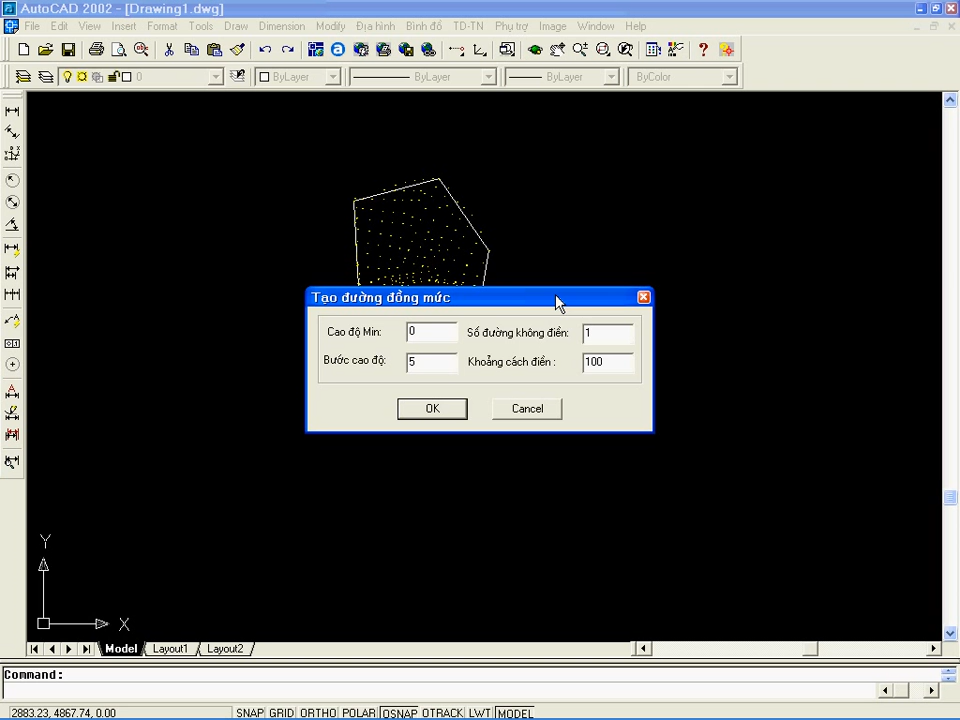 AutoCAD 2002 - [Drawing1.dwg]
File Edit View Insert Format Tools Draw Dimension Modify Địa hình Bình đồ TD-TN Phụ trợ Image Window Help
0 ByLayer ByLayer ByLayer ByColor
Tạo đường đồng mức
Cao độ Min: 0 Số đường không điền: 1
Bước cao độ: 5 Khoảng cách điền : 100
OK Cancel
Y
X
Model Layout1 Layout2
Command:
2883.23, 4867.74, 0.00 SNAP GRID ORTHO POLAR OSNAP OTRACK LWT MODEL